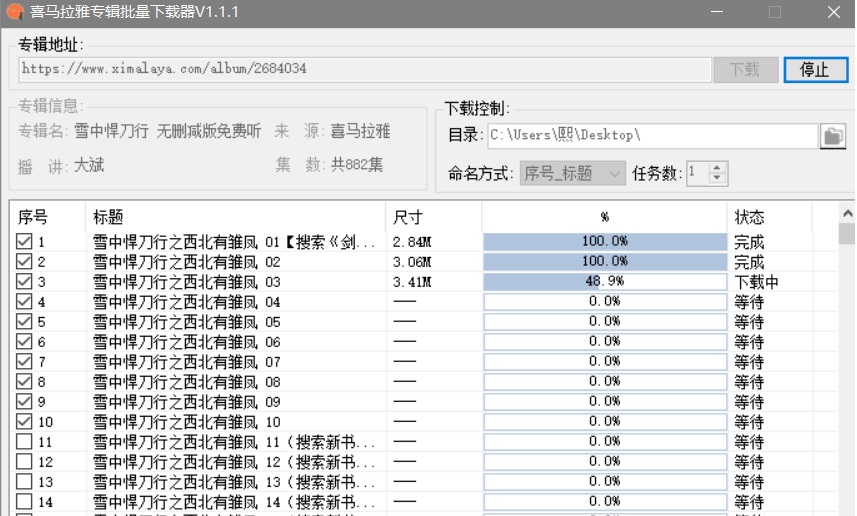 喜马拉雅专辑批量下载器V1.1.1
专辑地址:
https://www.ximalaya.com/album/2684034 下载 停止
专辑信息: 下载控制:
专辑名: 雪中悍刀行 无删减版免费听 来 源: 喜马拉雅 目录: C:\Users\熙\Desktop\
播 讲: 大斌 集 数: 共882集 命名方式: 序号_标题 任务数: 1
序号 标题 尺寸 % 状态
1 雪中悍刀行之西北有雏凤 01【搜索《剑... 2.84M 100.0% 完成
2 雪中悍刀行之西北有雏凤 02 3.06M 100.0% 完成
3 雪中悍刀行之西北有雏凤 03 3.41M 48.9% 下载中
4 雪中悍刀行之西北有雏凤 04 —— 0.0% 等待
5 雪中悍刀行之西北有雏凤 05 —— 0.0% 等待
6 雪中悍刀行之西北有雏凤 06 —— 0.0% 等待
7 雪中悍刀行之西北有雏凤 07 —— 0.0% 等待
8 雪中悍刀行之西北有雏凤 08 —— 0.0% 等待
9 雪中悍刀行之西北有雏凤 09 —— 0.0% 等待
10 雪中悍刀行之西北有雏凤 10 —— 0.0% 等待
11 雪中悍刀行之西北有雏凤 11（搜索新书... —— 0.0% 等待
12 雪中悍刀行之西北有雏凤 12（搜索新书... —— 0.0% 等待
13 雪中悍刀行之西北有雏凤 13（搜索新书... —— 0.0% 等待
14 雪中悍刀行之西北有雏凤 14（搜索新书... —— 0.0% 等待